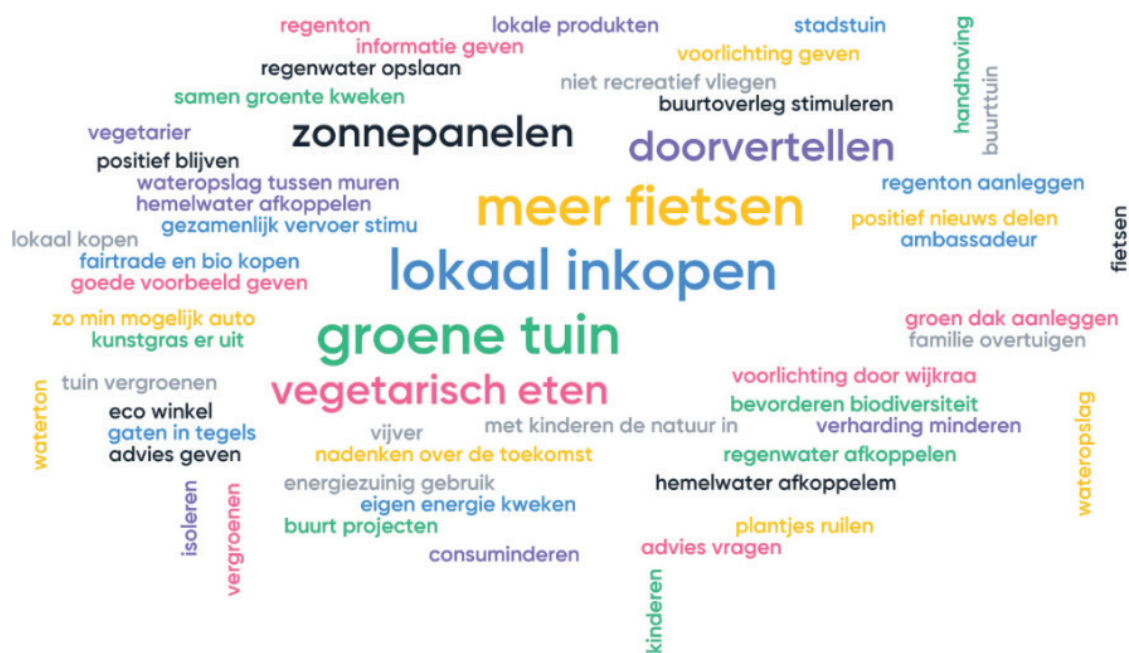 regenton
lokale produkten
stadstuin
informatie geven
voorlichting geven
regenwater opslaan
niet recreatief vliegen
samen groente kweken
buurtoverleg stimuleren
handhaving
buurttuin
zonnepanelen
doorvertellen
vegetarier
positief blijven
wateropslag tussen muren
regenton aanleggen
hemelwater afkoppelen
meer fietsen
gezamenlijk vervoer stimu
positief nieuws delen
lokaal kopen
ambassadeur
fietsen
fairtrade en bio kopen
lokaal inkopen
goede voorbeeld geven
zo min mogelijk auto
groen dak aanleggen
kunstgras er uit
groene tuin
familie overtuigen
tuin vergroenen
vegetarisch eten
voorlichting door wijkraa
waterton
eco winkel
bevorderen biodiversiteit
gaten in tegels
vijver
met kinderen de natuur in
verharding minderen
wateropslag
advies geven
nadenken over de toekomst
regenwater afkoppelen
energiezuinig gebruik
hemelwater afkoppelem
isoleren
vergroenen
eigen energie kweken
buurt projecten
plantjes ruilen
consuminderen
advies vragen
kinderen